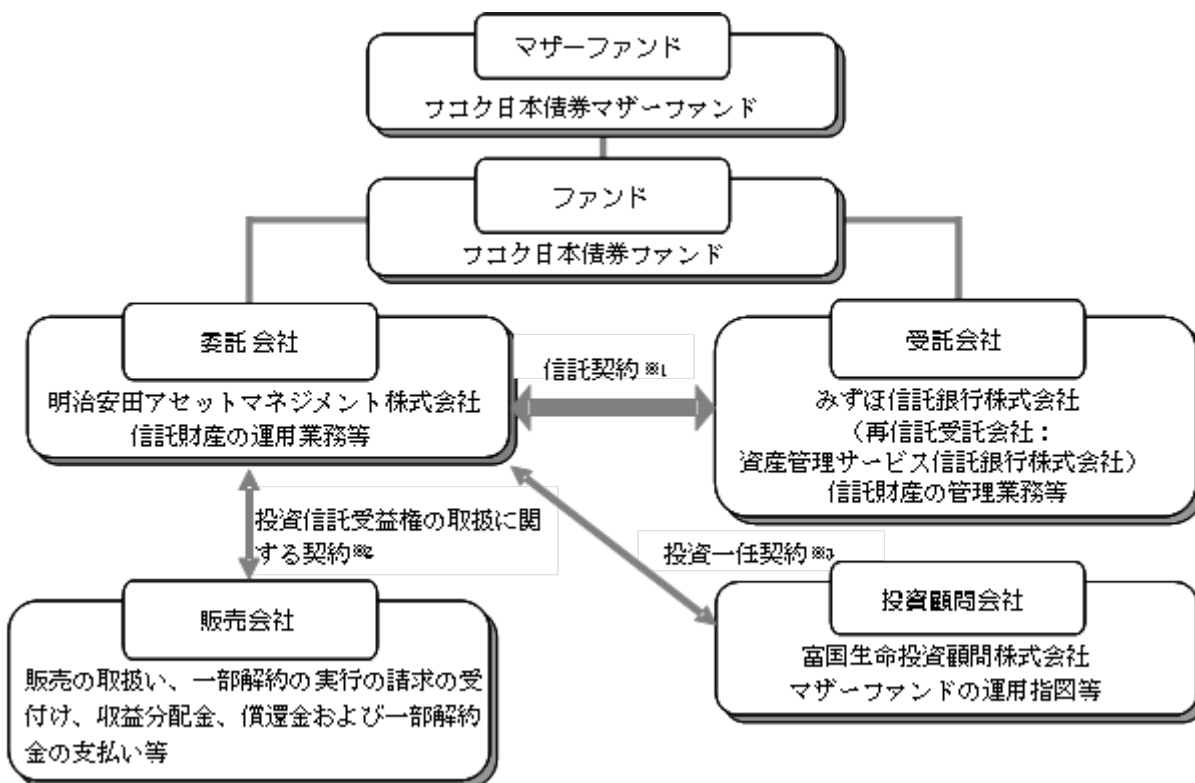 マザーファンド
フコク日本債券マザーファンド
ファンド
フコク日本債券ファンド
委託会社
明治安田アセットマネジメント株式会社
信託財産の運用業務等
信託契約※1
受託会社
みずほ信託銀行株式会社
(再信託受託会社:
資産管理サービス信託銀行株式会社)
信託財産の管理業務等
投資信託受益権の取扱に関
する契約※2
投資一任契約※3
販売会社
販売の取扱い、一部解約の実行の請求の受
付け、収益分配金、償還金および一部解約
金の支払い等
投資顧問会社
富国生命投資顧問株式会社
マザーファンドの運用指図等